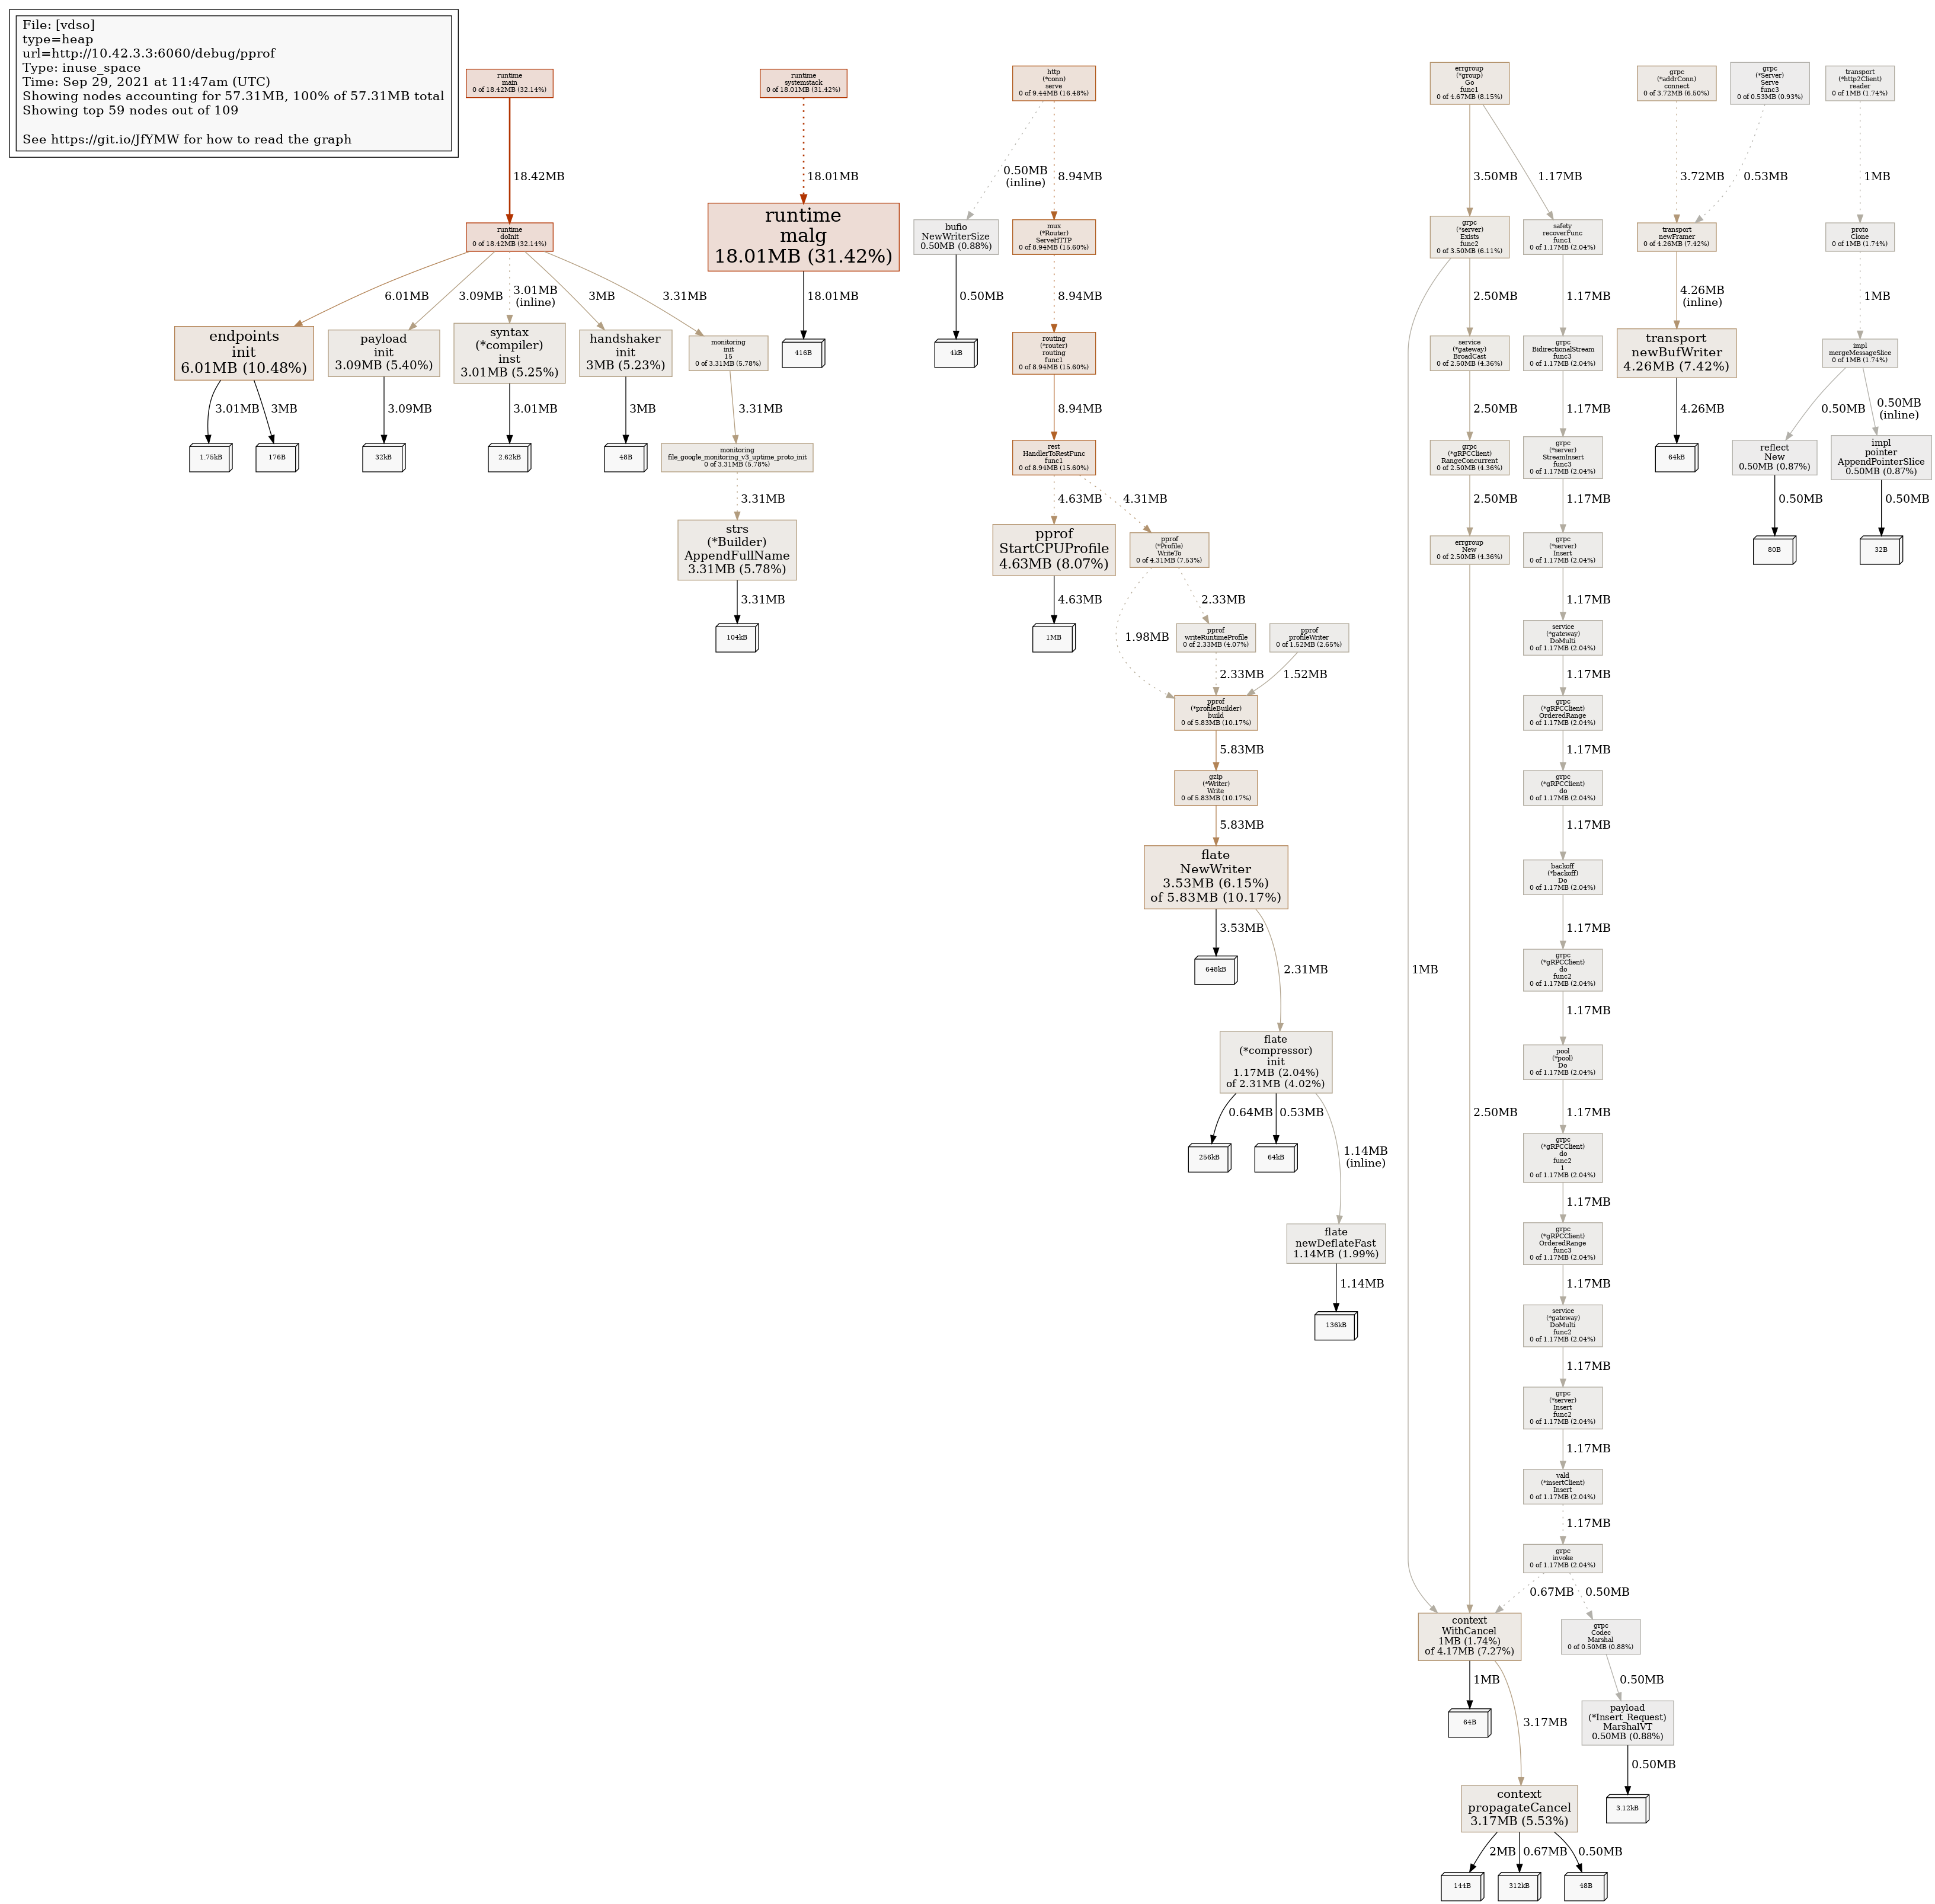 File: [vdso]
type=heap
url=http://10.42.3.3:6060/debug/pprof
Type: inuse_space
Time: Sep 29, 2021 at 11:47am (UTC)
Showing nodes accounting for 57.31MB, 100% of 57.31MB total
Showing top 59 nodes out of 109
See https://git.io/JfYMW for how to read the graph
runtime
main
0 of 18.42MB (32.14%)
18.42MB
runtime
doInit
0 of 18.42MB (32.14%)
6.01MB
3.09MB
3.01MB
(inline)
3MB
3.31MB
endpoints
init
6.01MB (10.48%)
3.01MB
3MB
1.75kB
176B
payload
init
3.09MB (5.40%)
3.09MB
32kB
syntax
(*compiler)
inst
3.01MB (5.25%)
3.01MB
2.62kB
handshaker
init
3MB (5.23%)
3MB
48B
monitoring
init
15
0 of 3.31MB (5.78%)
3.31MB
monitoring
file_google_monitoring_v3_uptime_proto_init
0 of 3.31MB (5.78%)
3.31MB
strs
(*Builder)
AppendFullName
3.31MB (5.78%)
3.31MB
104kB
runtime
systemstack
0 of 18.01MB (31.42%)
18.01MB
runtime
malg
18.01MB (31.42%)
18.01MB
416B
http
(*conn)
serve
0 of 9.44MB (16.48%)
0.50MB
(inline)
8.94MB
bufio
NewWriterSize
0.50MB (0.88%)
0.50MB
4kB
mux
(*Router)
ServeHTTP
0 of 8.94MB (15.60%)
8.94MB
routing
(*router)
routing
func1
0 of 8.94MB (15.60%)
8.94MB
rest
HandlerToRestFunc
func1
0 of 8.94MB (15.60%)
4.63MB
4.31MB
pprof
StartCPUProfile
4.63MB (8.07%)
4.63MB
1MB
pprof
(*Profile)
WriteTo
0 of 4.31MB (7.53%)
1.98MB
2.33MB
pprof
writeRuntimeProfile
0 of 2.33MB (4.07%)
2.33MB
pprof
profileWriter
0 of 1.52MB (2.65%)
1.52MB
pprof
(*profileBuilder)
build
0 of 5.83MB (10.17%)
5.83MB
gzip
(*Writer)
Write
0 of 5.83MB (10.17%)
5.83MB
flate
NewWriter
3.53MB (6.15%)
of 5.83MB (10.17%)
3.53MB
2.31MB
648kB
flate
(*compressor)
init
1.17MB (2.04%)
of 2.31MB (4.02%)
0.64MB
0.53MB
1.14MB
(inline)
256kB
64kB
flate
newDeflateFast
1.14MB (1.99%)
1.14MB
136kB
errgroup
(*group)
Go
func1
0 of 4.67MB (8.15%)
3.50MB
1.17MB
grpc
(*server)
Exists
func2
0 of 3.50MB (6.11%)
1MB
2.50MB
service
(*gateway)
BroadCast
0 of 2.50MB (4.36%)
2.50MB
grpc
(*gRPCClient)
RangeConcurrent
0 of 2.50MB (4.36%)
2.50MB
errgroup
New
0 of 2.50MB (4.36%)
2.50MB
safety
recoverFunc
func1
0 of 1.17MB (2.04%)
1.17MB
grpc
BidirectionalStream
func3
0 of 1.17MB (2.04%)
1.17MB
grpc
(*server)
StreamInsert
func3
0 of 1.17MB (2.04%)
1.17MB
grpc
(*server)
Insert
0 of 1.17MB (2.04%)
1.17MB
service
(*gateway)
DoMulti
0 of 1.17MB (2.04%)
1.17MB
grpc
(*gRPCClient)
OrderedRange
0 of 1.17MB (2.04%)
1.17MB
grpc
(*gRPCClient)
do
0 of 1.17MB (2.04%)
1.17MB
backoff
(*backoff)
Do
0 of 1.17MB (2.04%)
1.17MB
grpc
(*gRPCClient)
do
func2
0 of 1.17MB (2.04%)
1.17MB
pool
(*pool)
Do
0 of 1.17MB (2.04%)
1.17MB
grpc
(*gRPCClient)
do
func2
1
0 of 1.17MB (2.04%)
1.17MB
grpc
(*gRPCClient)
OrderedRange
func3
0 of 1.17MB (2.04%)
1.17MB
service
(*gateway)
DoMulti
func2
0 of 1.17MB (2.04%)
1.17MB
grpc
(*server)
Insert
func2
0 of 1.17MB (2.04%)
1.17MB
vald
(*insertClient)
Insert
0 of 1.17MB (2.04%)
1.17MB
grpc
invoke
0 of 1.17MB (2.04%)
0.67MB
0.50MB
context
WithCancel
1MB (1.74%)
of 4.17MB (7.27%)
1MB
3.17MB
64B
grpc
Codec
Marshal
0 of 0.50MB (0.88%)
0.50MB
payload
(*Insert_Request)
MarshalVT
0.50MB (0.88%)
0.50MB
3.12kB
context
propagateCancel
3.17MB (5.53%)
2MB
0.67MB
0.50MB
144B
312kB
48B
grpc
(*addrConn)
connect
0 of 3.72MB (6.50%)
3.72MB
grpc
(*Server)
Serve
func3
0 of 0.53MB (0.93%)
0.53MB
transport
newFramer
0 of 4.26MB (7.42%)
4.26MB
(inline)
transport
newBufWriter
4.26MB (7.42%)
4.26MB
64kB
transport
(*http2Client)
reader
0 of 1MB (1.74%)
1MB
proto
Clone
0 of 1MB (1.74%)
1MB
impl
mergeMessageSlice
0 of 1MB (1.74%)
0.50MB
0.50MB
(inline)
reflect
New
0.50MB (0.87%)
0.50MB
80B
impl
pointer
AppendPointerSlice
0.50MB (0.87%)
0.50MB
32B